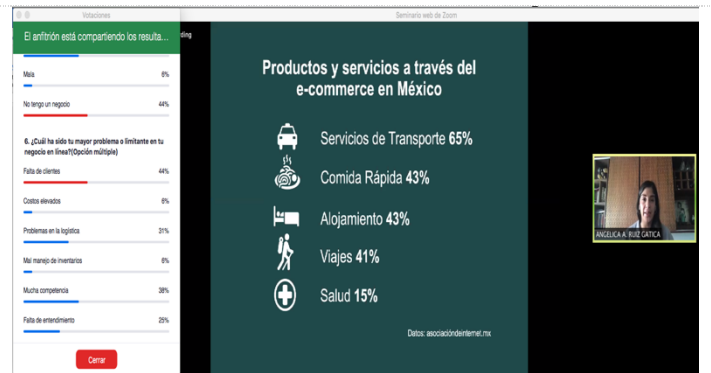 Votaciones
Seminario web de Zoom
El anfitrión está compartiendo los resulta...
ding
Mala 6%
No tengo un negocio 44%
6. ¿Cuál ha sido tu mayor problema o limitante en tu
negocio en línea?(Opción múltiple)
Falta de clientes 44%
Costos elevados 6%
Problemas en la logística 31%
Mal manejo de inventarios 6%
Mucha competencia 38%
Falta de entendimiento 25%
Cerrar
Productos y servicios a través del
e-commerce en México
Servicios de Transporte 65%
Comida Rápida 43%
Alojamiento 43%
Viajes 41%
Salud 15%
Datos: asociacióndeinternet.mx
ANGELICA A. RUIZ GATICA